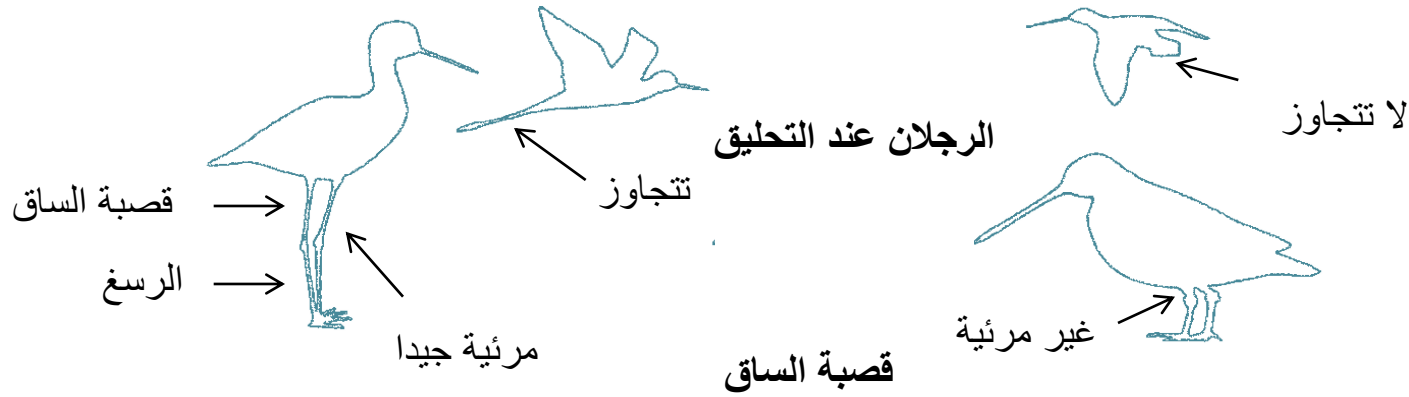 لا تتجاوز
الرجلان عند التحليق
تتجاوز
قصبة الساق
الرسغ
غير مرئية
مرئية جيدا
قصبة الساق